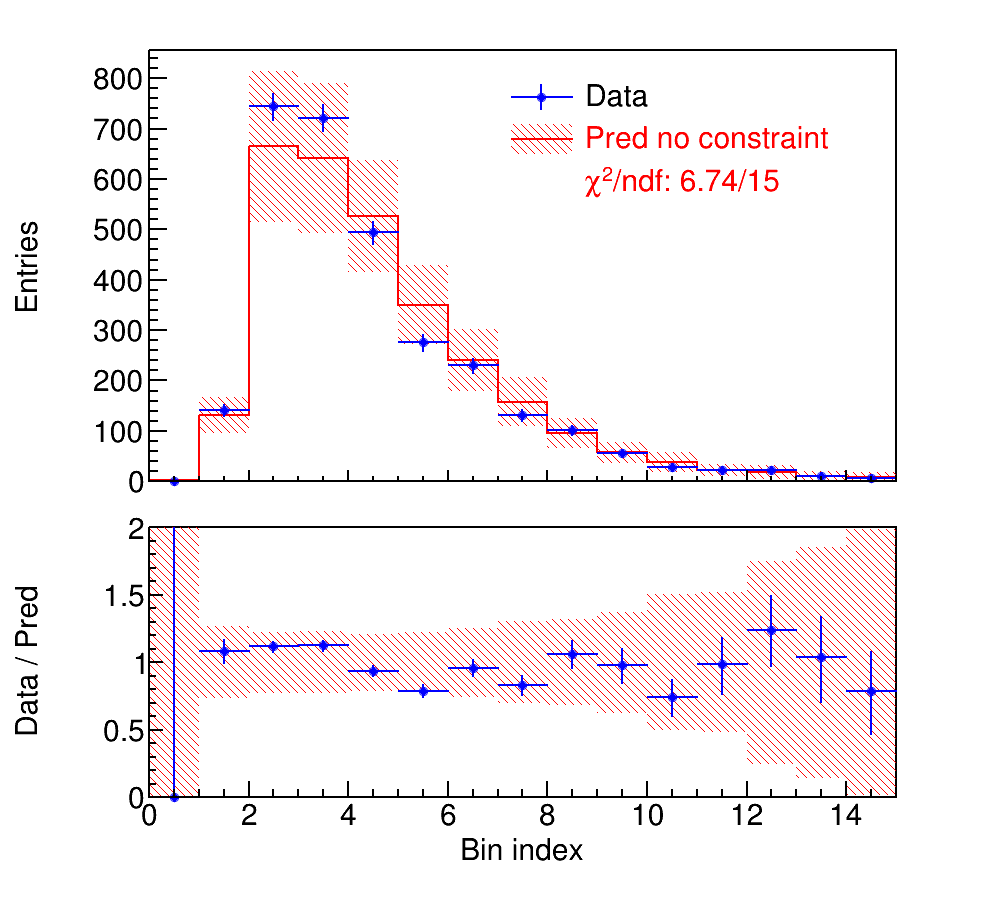 800
700
600
500
400
300
200
100
0
Entries
Data
Pred no constraint
χ²/ndf: 6.74/15
2
1.5
1
0.5
0
Data / Pred
0 2 4 6 8 10 12 14
Bin index